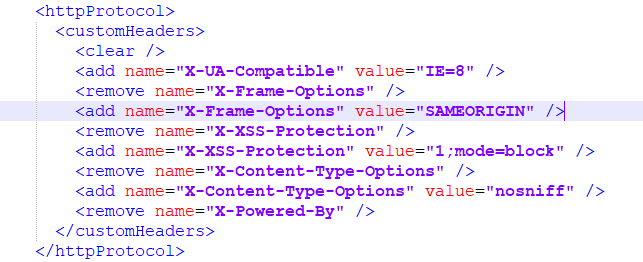 <httpProtocol>
<customHeaders>
<clear />
<add name="X-UA-Compatible" value="IE=8" />
<remove name="X-Frame-Options" />
<add name="X-Frame-Options" value="SAMEORIGIN" />
<remove name="X-XSS-Protection" />
<add name="X-XSS-Protection" value="1;mode=block" />
<remove name="X-Content-Type-Options" />
<add name="X-Content-Type-Options" value="nosniff" />
<remove name="X-Powered-By" />
</customHeaders>
</httpProtocol>